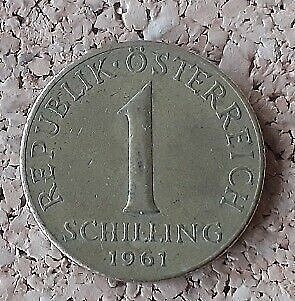 REPUBLIK · ÖSTERREICH
1
SCHILLING
1961